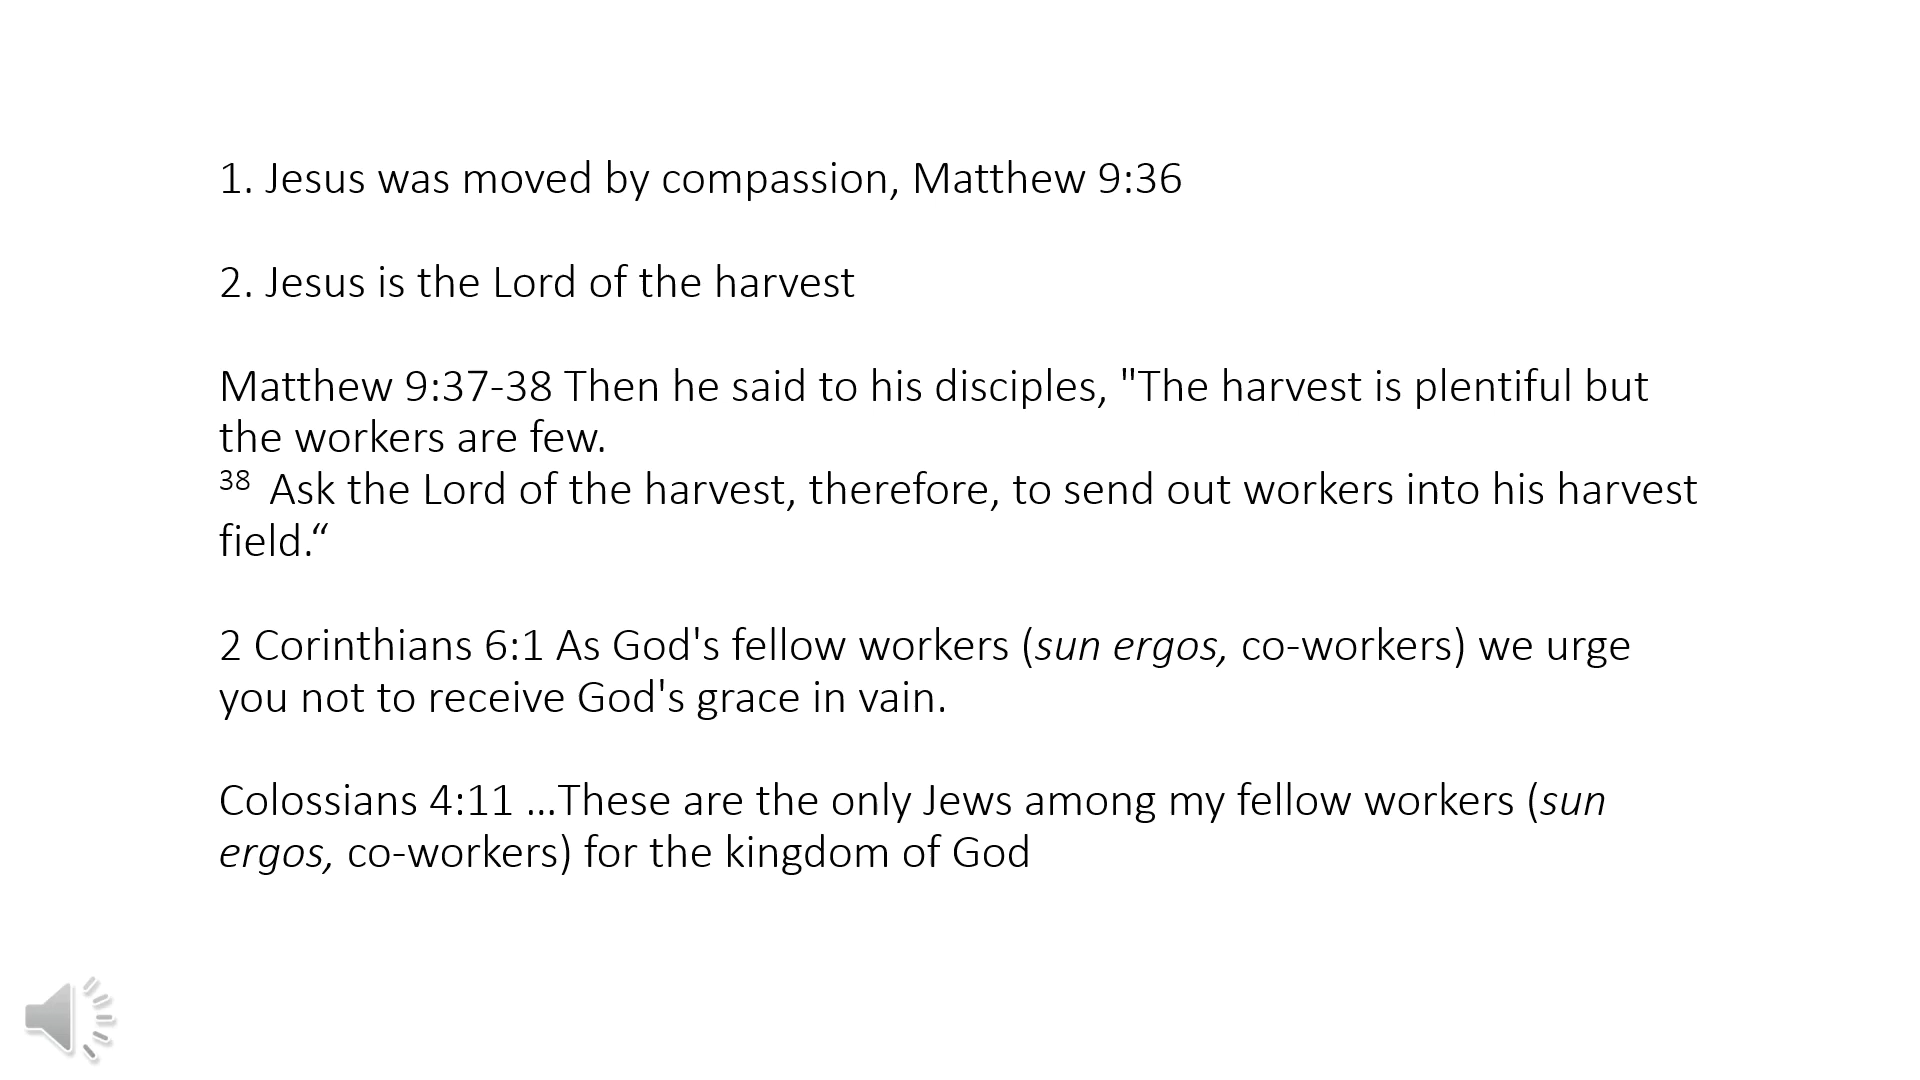 1. Jesus was moved by compassion, Matthew 9:36
2. Jesus is the Lord of the harvest
Matthew 9:37-38 Then he said to his disciples, "The harvest is plentiful but
the workers are few.
38 Ask the Lord of the harvest, therefore, to send out workers into his harvest
field.“
2 Corinthians 6:1 As God's fellow workers (sun ergos, co-workers) we urge
you not to receive God's grace in vain.
Colossians 4:11 …These are the only Jews among my fellow workers (sun
ergos, co-workers) for the kingdom of God